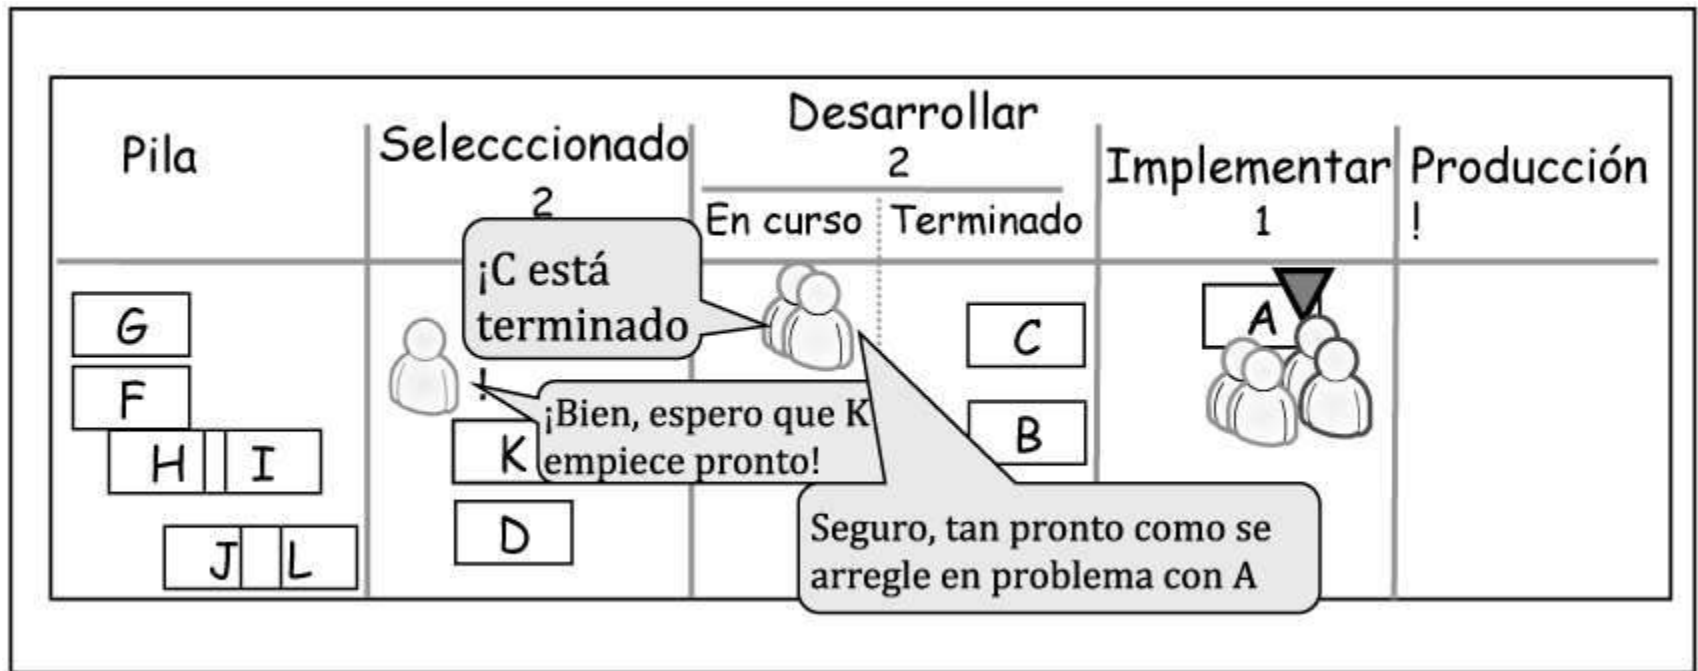 Pila
Selecccionado
2
Desarrollar
2
En curso
Terminado
Implementar
1
Producción
!
G
F
H
I
J
L
¡C está
terminado
!
¡Bien, espero que K
empiece pronto!
K
D
C
B
Seguro, tan pronto como se
arregle en problema con A
A